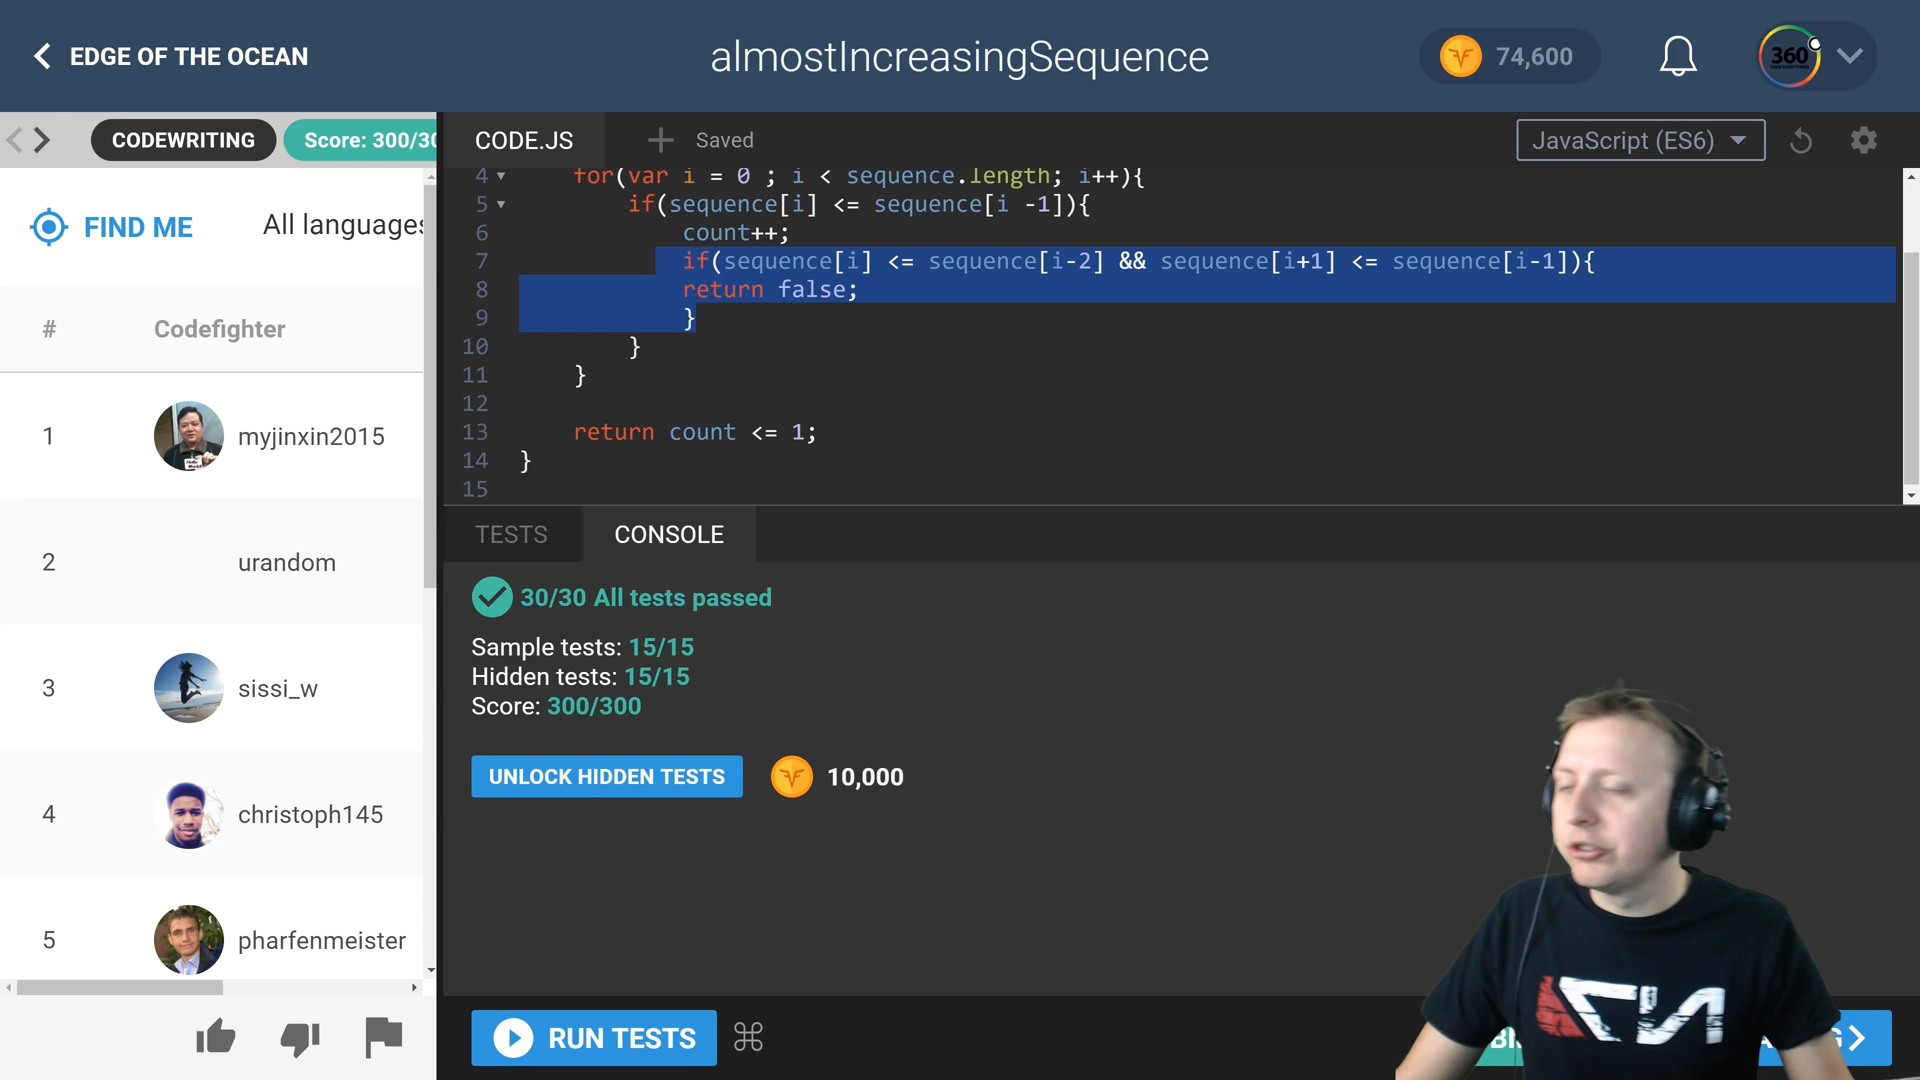 EDGE OF THE OCEAN
almostIncreasingSequence
74,600
360
CODEWRITING
Score: 300/30
CODE.JS
Saved
JavaScript (ES6)
FIND ME
All languages
# Codefighter
1 myjinxin2015
2 urandom
3 sissi_w
4 christoph145
5 pharfenmeister
4 for(var i = 0 ; i < sequence.length; i++){
5 if(sequence[i] <= sequence[i -1]){
6 count++;
7 if(sequence[i] <= sequence[i-2] && sequence[i+1] <= sequence[i-1]){
8 return false;
9 }
10 }
11 }
12
13 return count <= 1;
14 }
15
TESTS
CONSOLE
30/30 All tests passed
Sample tests: 15/15
Hidden tests: 15/15
Score: 300/300
UNLOCK HIDDEN TESTS
10,000
RUN TESTS